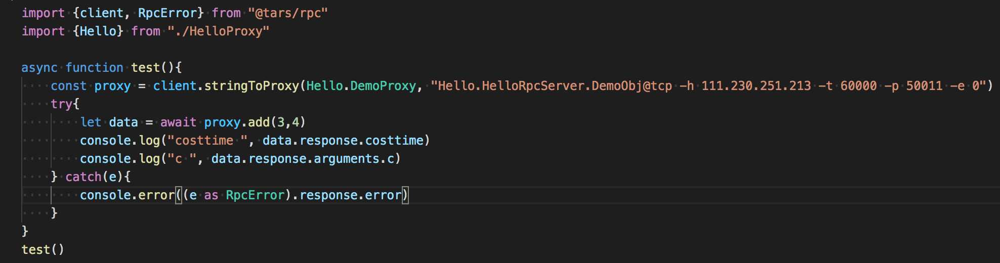 import {client, RpcError} from "@tars/rpc"
import {Hello} from "./HelloProxy"
async function test(){
const proxy = client.stringToProxy(Hello.DemoProxy, "Hello.HelloRpcServer.DemoObj@tcp -h 111.230.251.213 -t 60000 -p 50011 -e 0")
try{
let data = await proxy.add(3,4)
console.log("costtime ", data.response.costtime)
console.log("c ", data.response.arguments.c)
} catch(e){
console.error((e as RpcError).response.error)
}
}
test()